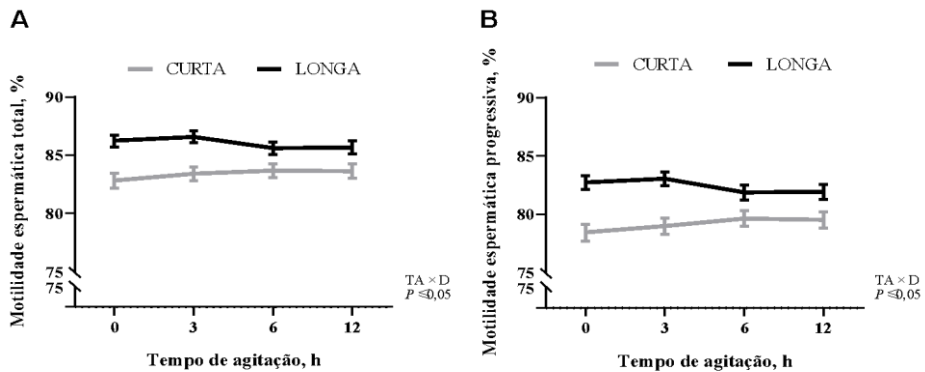 A
CURTA LONGA
Motilidade espermática total, %
90
85
80
75
75
TA × D
P ≤0,05
0 3 6 12
Tempo de agitação, h
B
CURTA LONGA
Motilidade espermática progressiva, %
90
85
80
75
75
TA × D
P ≤0,05
0 3 6 12
Tempo de agitação, h